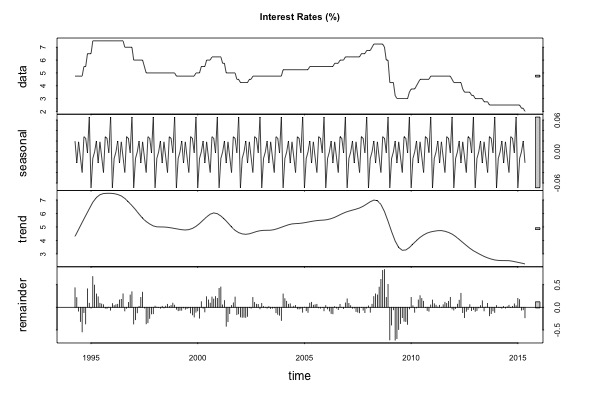 Interest Rates (%)
data
2 3 4 5 6 7
seasonal
-0.06 0.00 0.06
trend
3 4 5 6 7
remainder
-0.5 0.0 0.5
1995 2000 2005 2010 2015
time